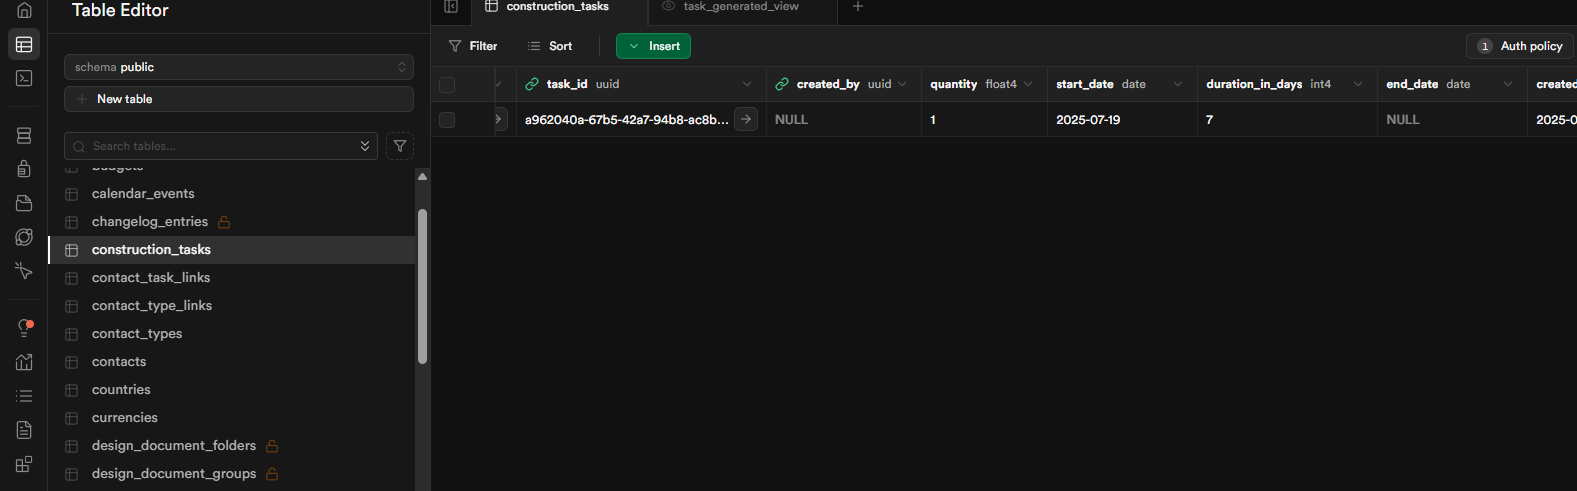 Table Editor
schema public
New table
Search tables...
budgets
calendar_events
changelog_entries
construction_tasks
contact_task_links
contact_type_links
contact_types
contacts
countries
currencies
design_document_folders
design_document_groups
construction_tasks
task_generated_view
Filter
Sort
Insert
1 Auth policy
task_id uuid
created_by uuid
quantity float4
start_date date
duration_in_days int4
end_date date
created
a962040a-67b5-42a7-94b8-ac8b...
NULL
1
2025-07-19
7
NULL
2025-0